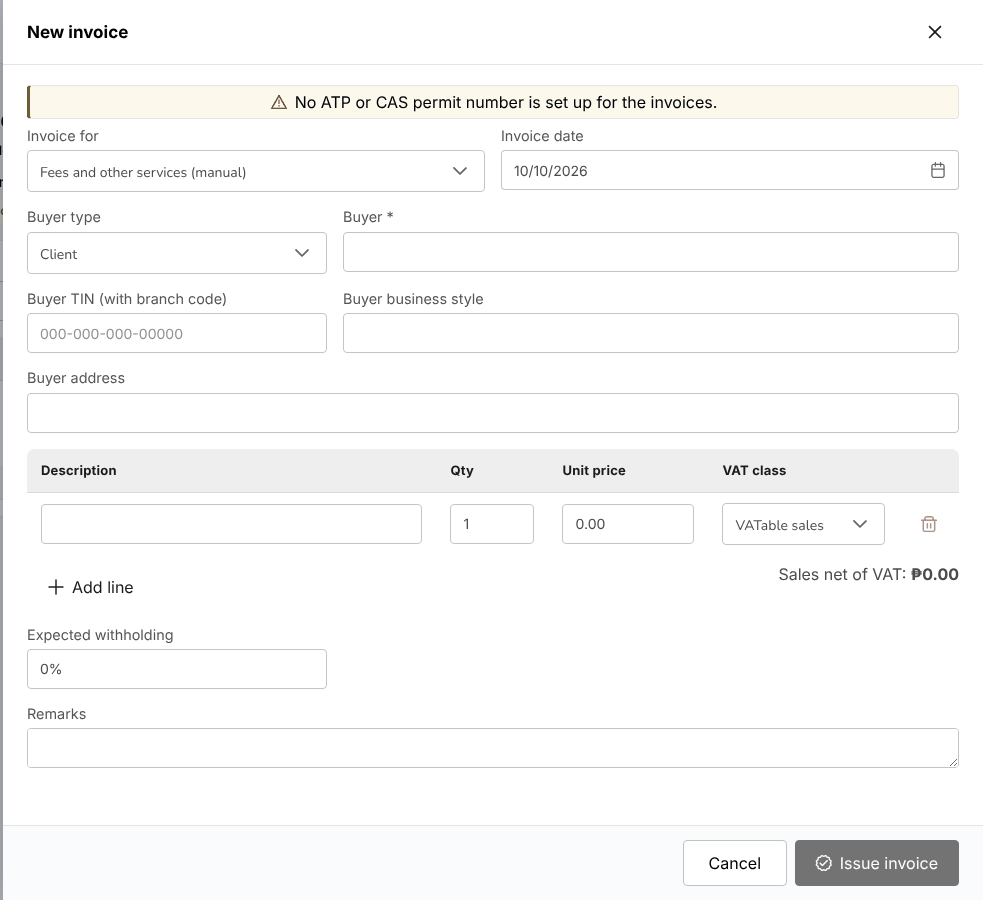 New invoice
No ATP or CAS permit number is set up for the invoices.
Invoice for
Invoice date
Fees and other services (manual)
10/10/2026
Buyer type
Buyer *
Client
Buyer TIN (with branch code)
Buyer business style
000-000-000-00000
Buyer address
Description Qty Unit price VAT class
1 0.00 VATable sales
Sales net of VAT: ₱0.00
Add line
Expected withholding
0%
Remarks
Cancel
Issue invoice